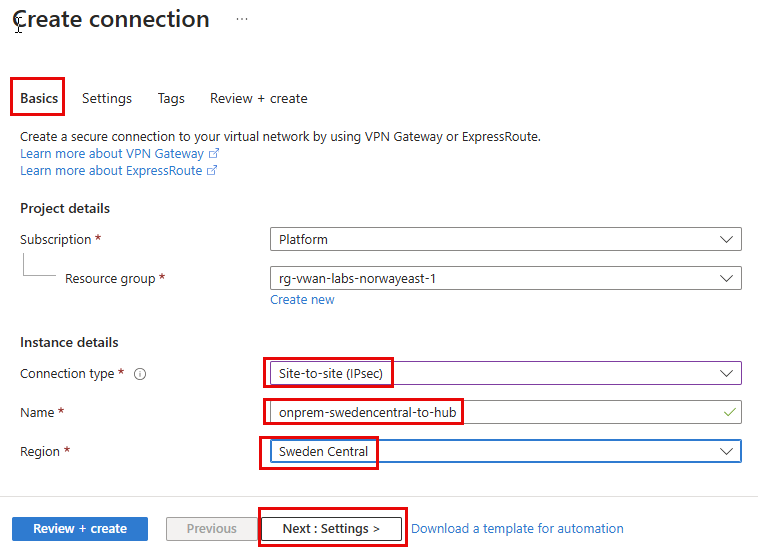 Create connection ...
Basics Settings Tags Review + create
Create a secure connection to your virtual network by using VPN Gateway or ExpressRoute.
Learn more about VPN Gateway
Learn more about ExpressRoute
Project details
Subscription * Platform
Resource group * rg-vwan-labs-norwayeast-1
Create new
Instance details
Connection type * Site-to-site (IPsec)
Name * onprem-swedencentral-to-hub
Region * Sweden Central
Review + create Previous Next : Settings > Download a template for automation